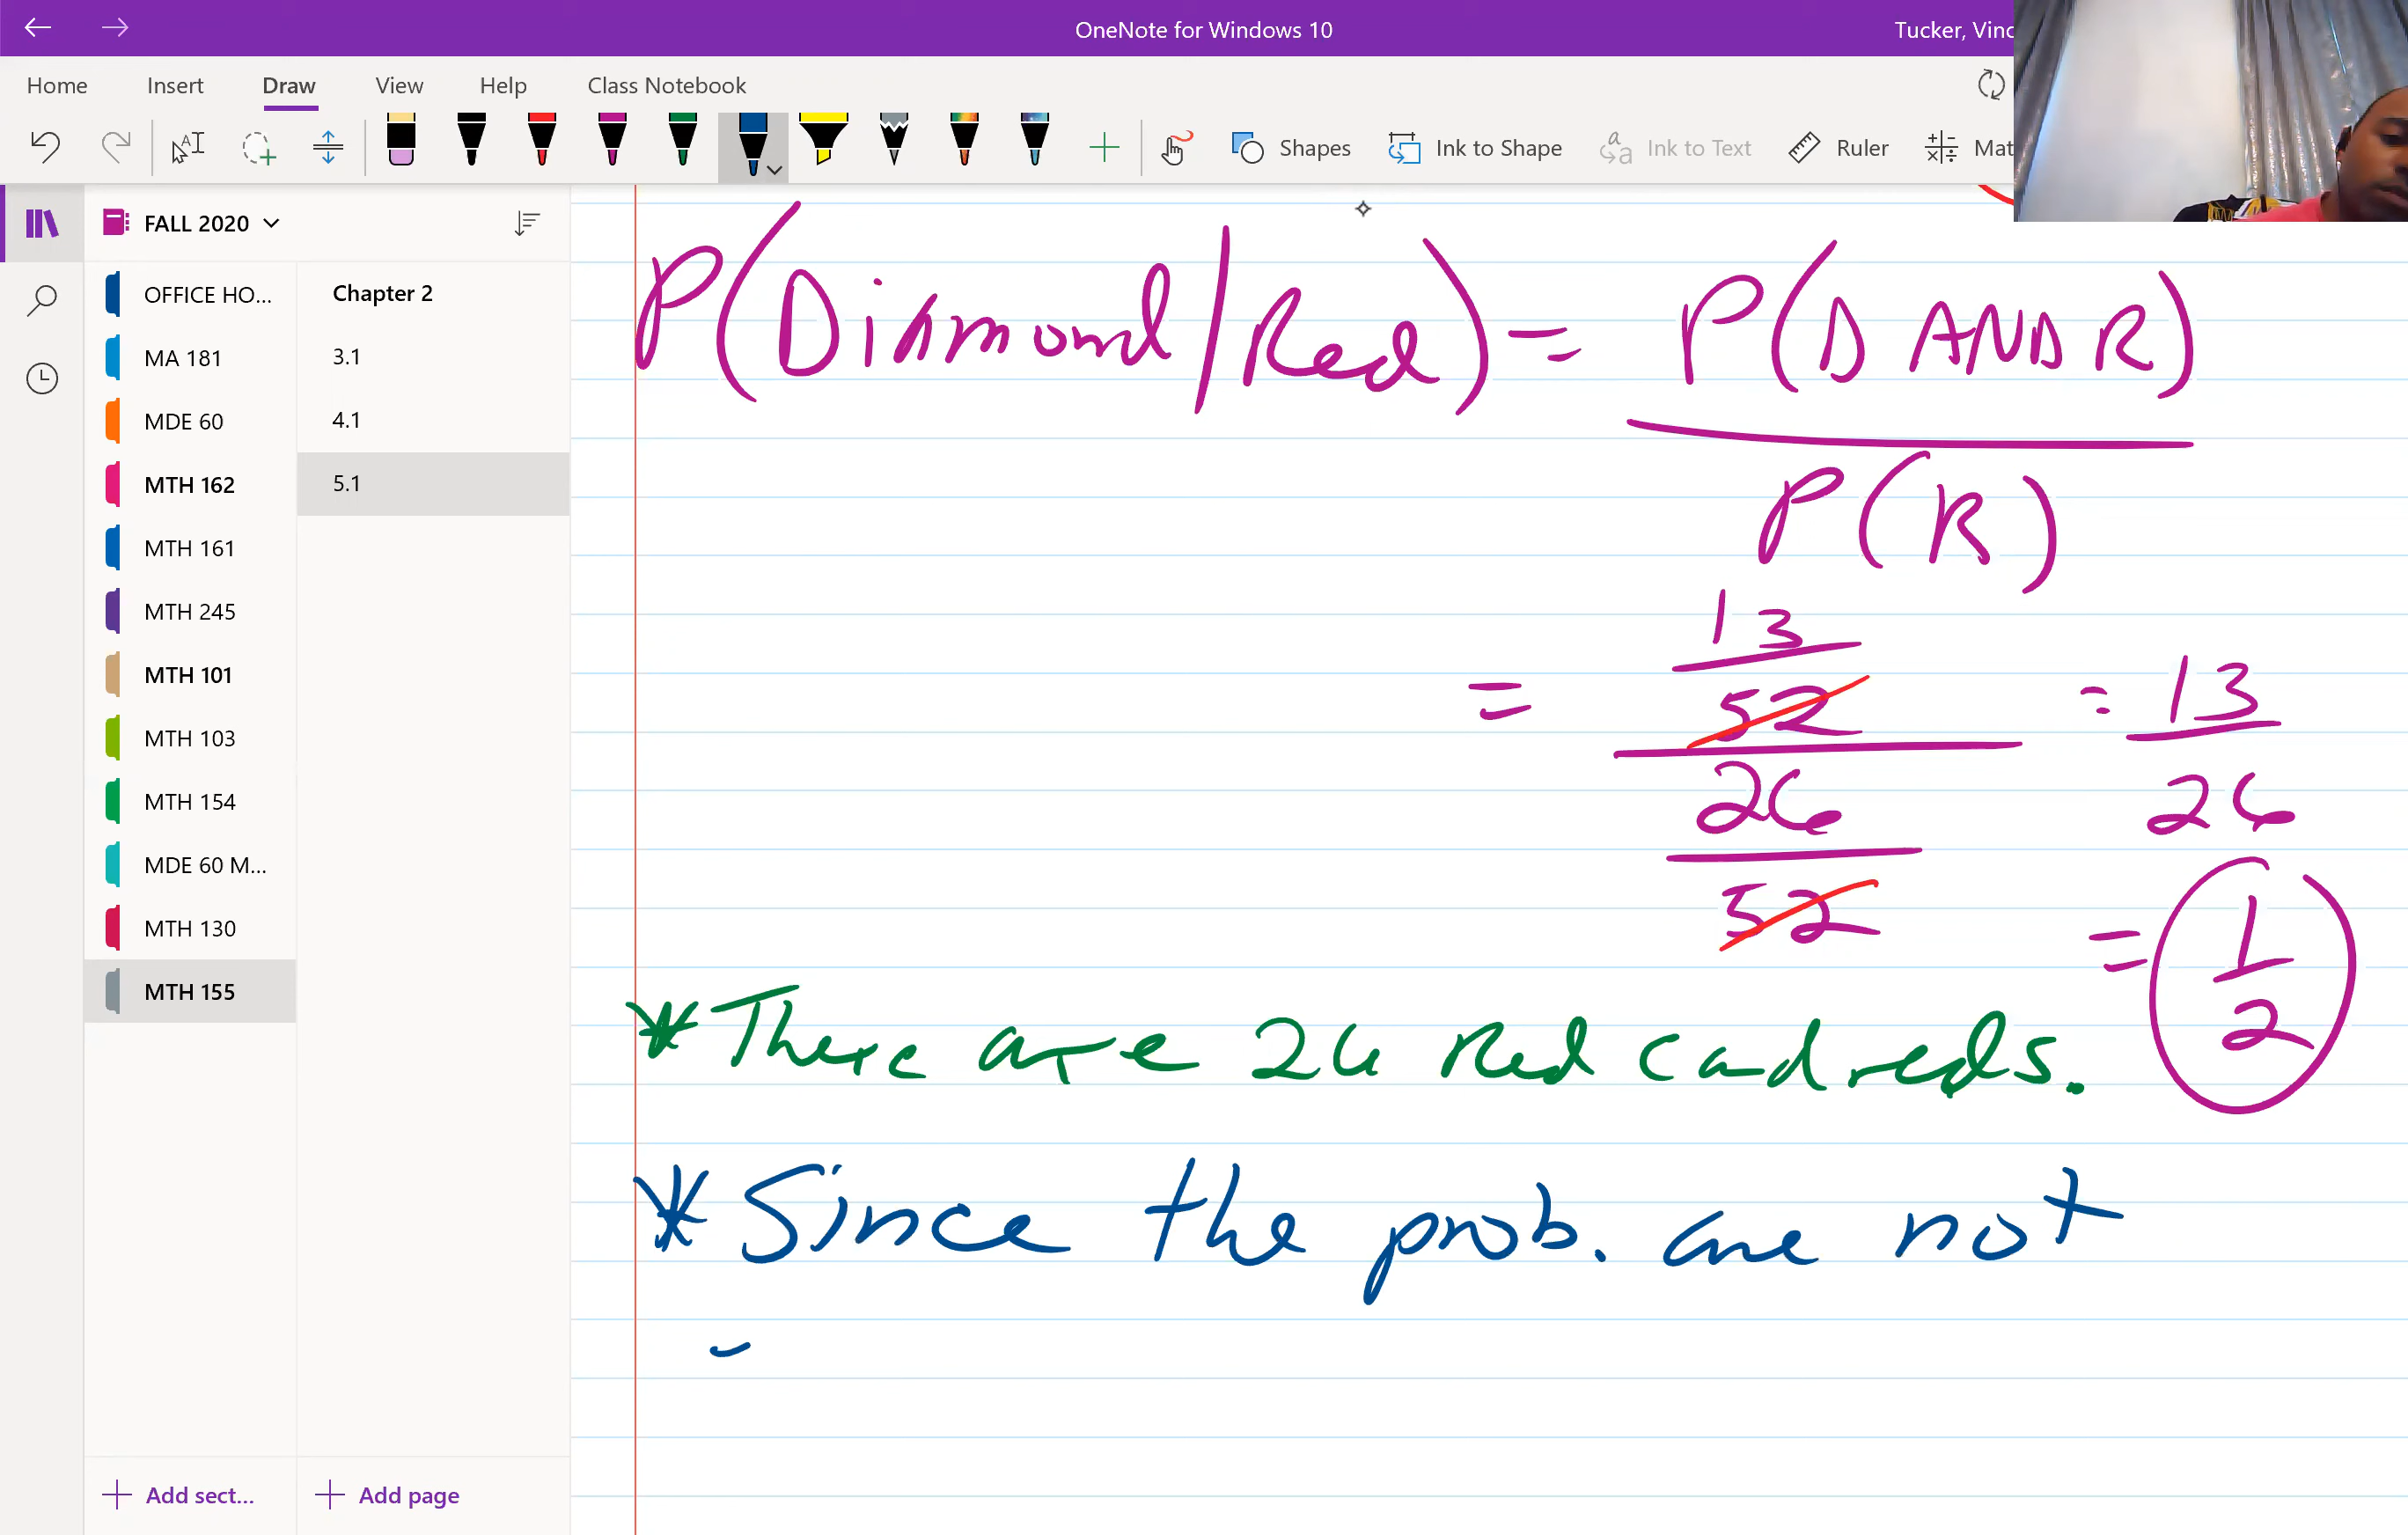 OneNote for Windows 10
Tucker, Vinc
Home Insert Draw View Help Class Notebook
Shapes Ink to Shape Ink to Text Ruler Mat
FALL 2020
OFFICE HO...
MA 181
MDE 60
MTH 162
MTH 161
MTH 245
MTH 101
MTH 103
MTH 154
MDE 60 M...
MTH 130
MTH 155
Add sect...
Chapter 2
3.1
4.1
5.1
Add page
P(Diamond/Red) = P(D AND R)
P(R)
= 13/52 / 26/52 = 13/26
= 1/2
*There are 26 Red cadreds.
*Since the prob. are not